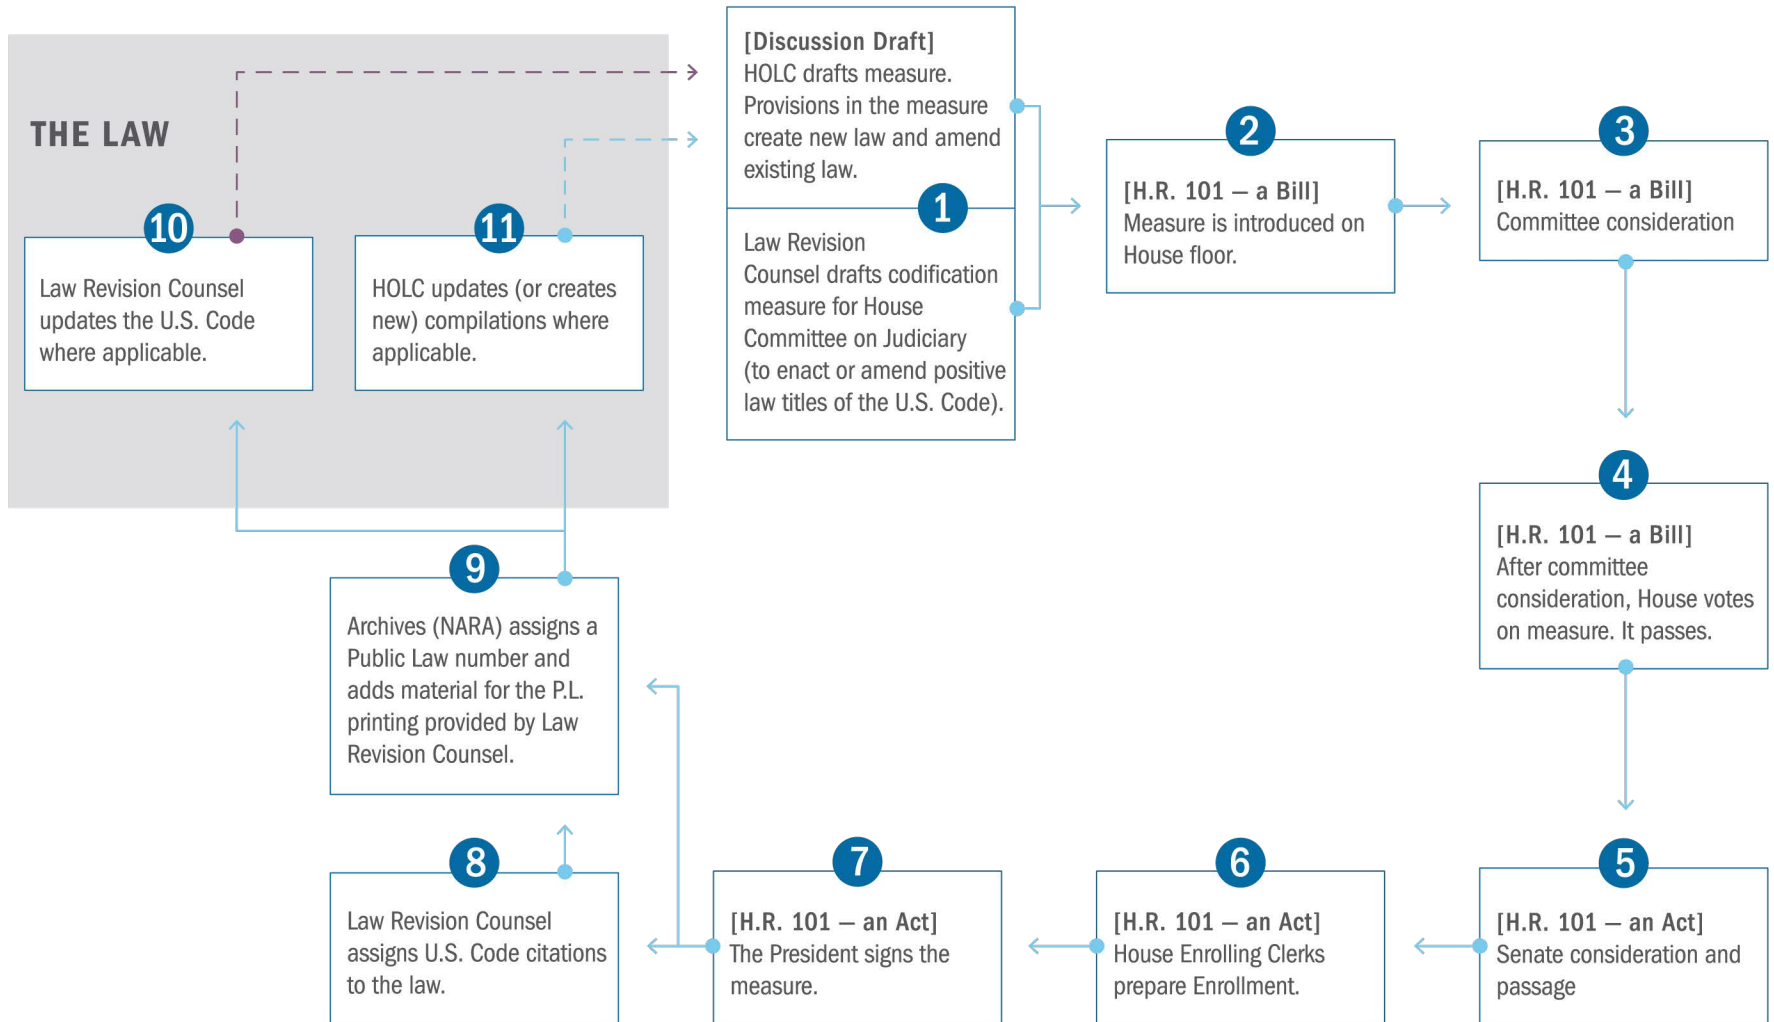 THE LAW
1
[Discussion Draft]
HOLC drafts measure.
Provisions in the measure
create new law and amend
existing law.
Law Revision
Counsel drafts codification
measure for House
Committee on Judiciary
(to enact or amend positive
law titles of the U.S. Code).
2
[H.R. 101 — a Bill]
Measure is introduced on
House floor.
3
[H.R. 101 — a Bill]
Committee consideration
4
[H.R. 101 — a Bill]
After committee
consideration, House votes
on measure. It passes.
5
[H.R. 101 — an Act]
Senate consideration and
passage
6
[H.R. 101 — an Act]
House Enrolling Clerks
prepare Enrollment.
7
[H.R. 101 — an Act]
The President signs the
measure.
8
Law Revision Counsel
assigns U.S. Code citations
to the law.
9
Archives (NARA) assigns a
Public Law number and
adds material for the P.L.
printing provided by Law
Revision Counsel.
10
Law Revision Counsel
updates the U.S. Code
where applicable.
11
HOLC updates (or creates
new) compilations where
applicable.